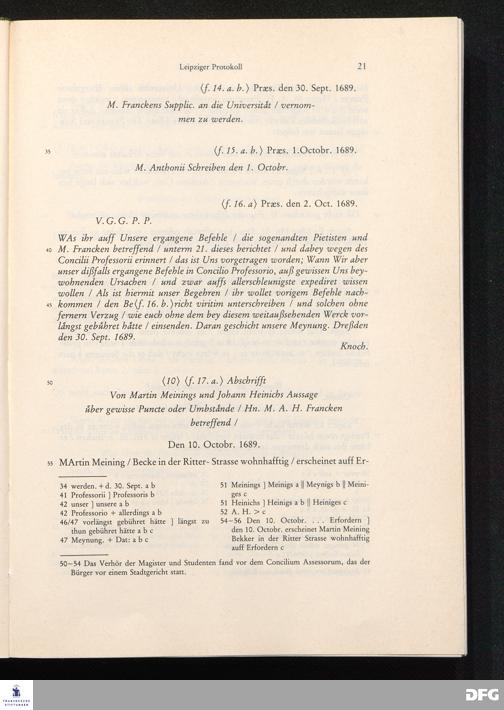 Leipziger Protokoll 21
⟨f. 14. a. b.⟩ Præs. den 30. Sept. 1689.
M. Franckens Supplic. an die Universität / vernom-
men zu werden.
35 ⟨f. 15. a. b.⟩ Præs. 1.Octobr. 1689.
M. Anthonii Schreiben den 1. Octobr.
⟨f. 16. a⟩ Præs. den 2. Oct. 1689.
V. G. G. P. P.
WAs ihr auff Unsere ergangene Befehle / die sogenandten Pietisten und
40 M. Francken betreffend / unterm 21. dieses berichtet / und dabey wegen des
Concilii Professorii erinnert / das ist Uns vorgetragen worden; Wann Wir aber
unser dißfalls ergangene Befehle in Concilio Professorio, auß gewissen Uns bey-
wohnenden Ursachen / und zwar auffs allerschleunigste expediret wissen
wollen / Als ist hiermit unser Begehren / ihr wollet vorigem Befehle nach-
45 kommen / den Be⟨f. 16. b.⟩richt viritim unterschreiben / und solchen ohne
fernern Verzug / wie euch ohne dem bey diesem weitaußsehenden Werck vor-
längst gebühret hätte / einsenden. Daran geschicht unsere Meynung. Dreßden
den 30. Sept. 1689.
Knoch.
50 ⟨10⟩ ⟨f. 17. a.⟩ Abschrifft
Von Martin Meinings und Johann Heinichs Aussage
über gewisse Puncte oder Umbstände / Hn. M. A. H. Francken
betreffend /
Den 10. Octobr. 1689.
55 MArtin Meining / Becke in der Ritter- Strasse wohnhafftig / erscheinet auff Er-
34 werden. + d. 30. Sept. a b
41 Professorii ] Professoris b
42 unser ] unsere a b
42 Professorio + allerdings a b
46/47 vorlängst gebühret hätte ] längst zu
thun gebühret hätte a b c
47 Meynung. + Dat: a b c
51 Meinings ] Meinigs a || Meynigs b || Meini-
ges c
51 Heinichs ] Heinigs a b || Heiniges c
52 A. H. > c
54–56 Den 10. Octobr. . . . Erfordern ]
den 10. Octobr. erscheinet Martin Meining
Bekker in der Ritter Strasse wohnhafftig
auff Erfordern c
50–54 Das Verhör der Magister und Studenten fand vor dem Concilium Assessorum, das der
Bürger vor einem Stadtgericht statt.
FRANCKESCHE
STIFTUNGEN
DFG